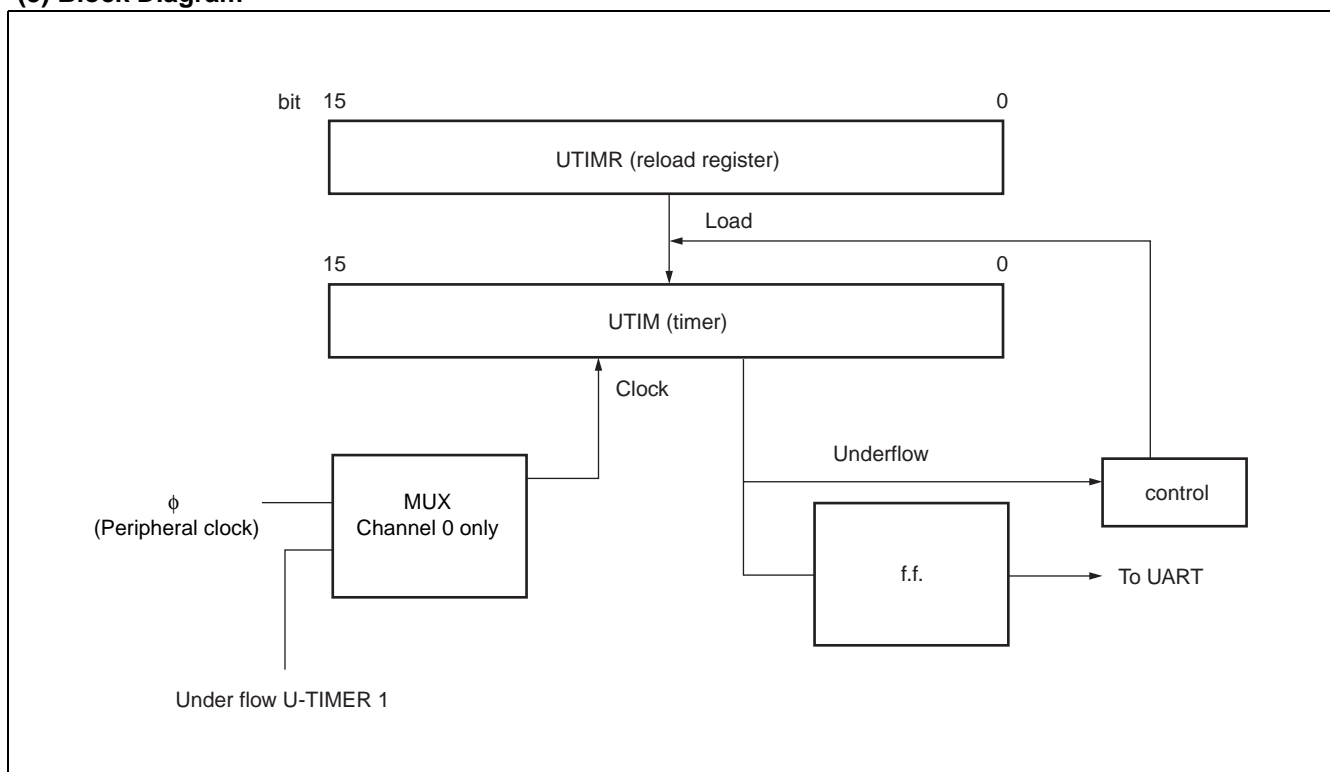 (3) Block Diagram
bit 15 0
UTIMR (reload register)
Load
15 0
UTIM (timer)
Clock
Underflow
control
φ
(Peripheral clock)
MUX
Channel 0 only
f.f.
To UART
Under flow U-TIMER 1